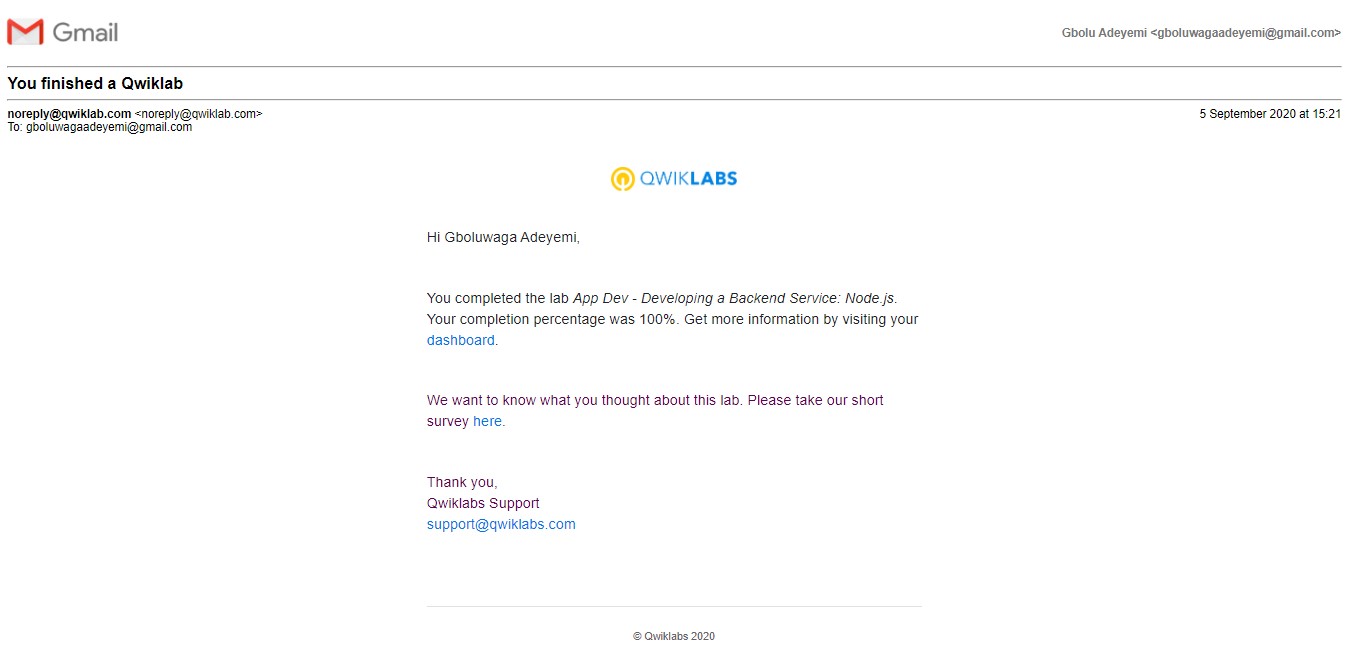 Gmail
Gbolu Adeyemi <gboluwagaadeyemi@gmail.com>
You finished a Qwiklab
noreply@qwiklab.com <noreply@qwiklab.com>
5 September 2020 at 15:21
To: gboluwagaadeyemi@gmail.com
QWIKLABS
Hi Gboluwaga Adeyemi,
You completed the lab App Dev - Developing a Backend Service: Node.js.
Your completion percentage was 100%. Get more information by visiting your
dashboard.
We want to know what you thought about this lab. Please take our short
survey here.
Thank you,
Qwiklabs Support
support@qwiklabs.com
© Qwiklabs 2020